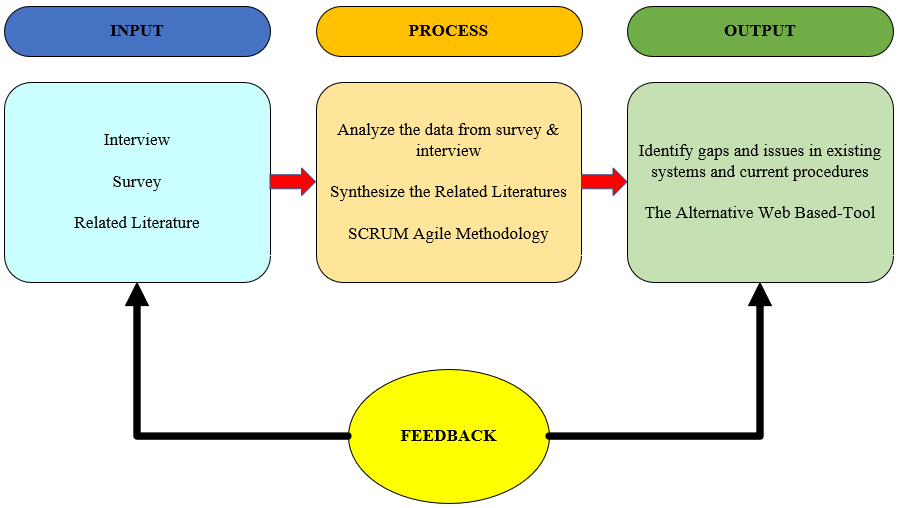 INPUT
PROCESS
OUTPUT
Interview
Survey
Related Literature
Analyze the data from survey &
interview
Synthesize the Related Literatures
SCRUM Agile Methodology
Identify gaps and issues in existing
systems and current procedures
The Alternative Web Based-Tool
FEEDBACK